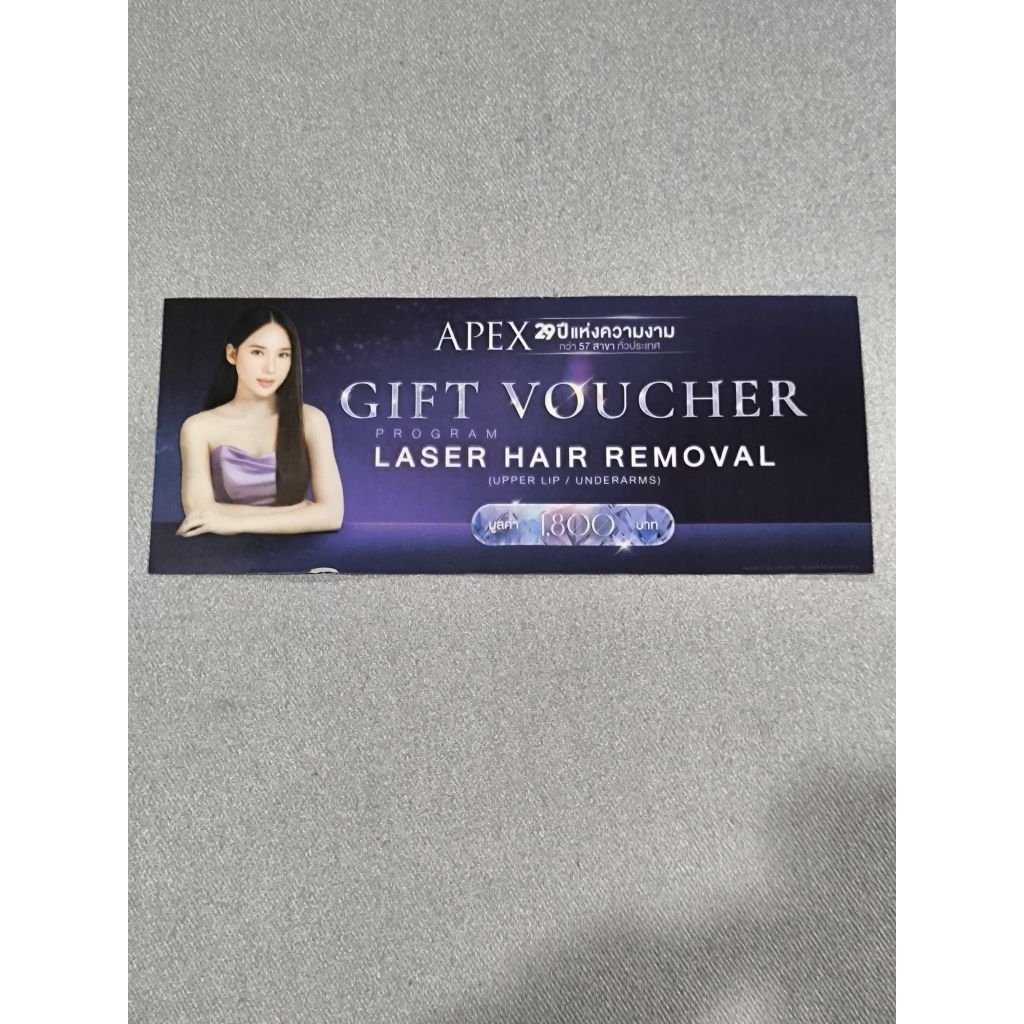 APEX 29 ปี แห่งความงาม
กว่า 57 สาขา ทั่วประเทศ
GIFT VOUCHER
PROGRAM
LASER HAIR REMOVAL
(UPPER LIP / UNDERARMS)
มูลค่า 1,800 บาท